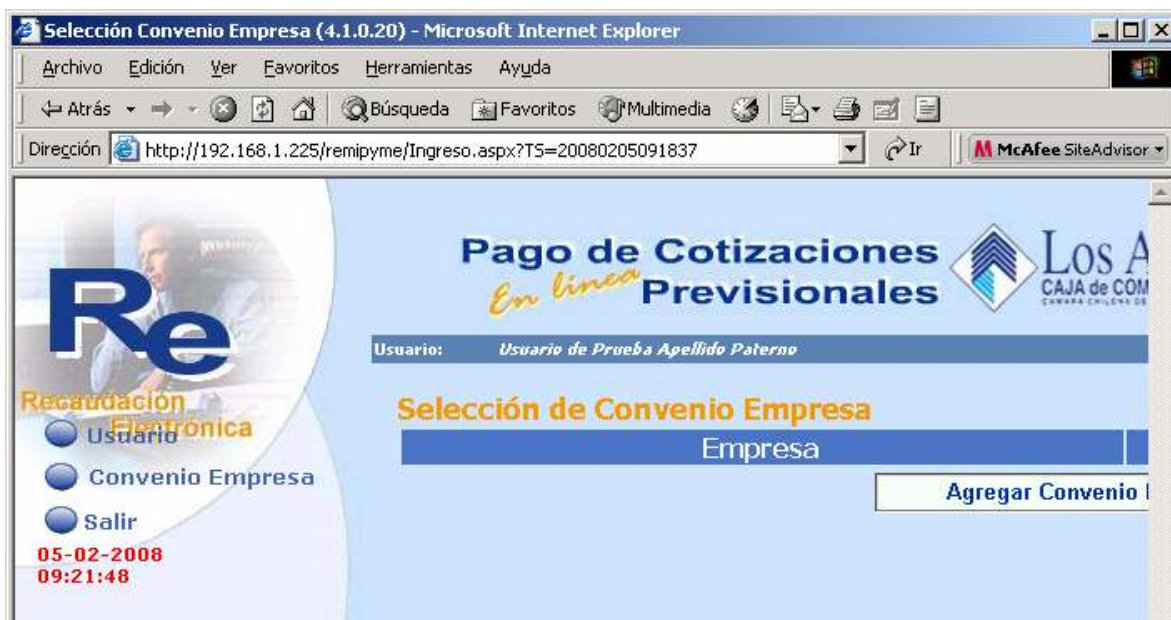 Selección Convenio Empresa (4.1.0.20) - Microsoft Internet Explorer
Archivo Edición Ver Favoritos Herramientas Ayuda
Atrás Búsqueda Favoritos Multimedia
Dirección http://192.168.1.225/remipyme/Ingreso.aspx?TS=20080205091837 Ir McAfee SiteAdvisor
Pago de Cotizaciones
En línea Previsionales
LOS A
CAJA de COM
Re
Recaudación
Electrónica
Usuario: Usuario de Prueba Apellido Paterno
Selección de Convenio Empresa
Empresa
Agregar Convenio
Usuario
Convenio Empresa
Salir
05-02-2008
09:21:48